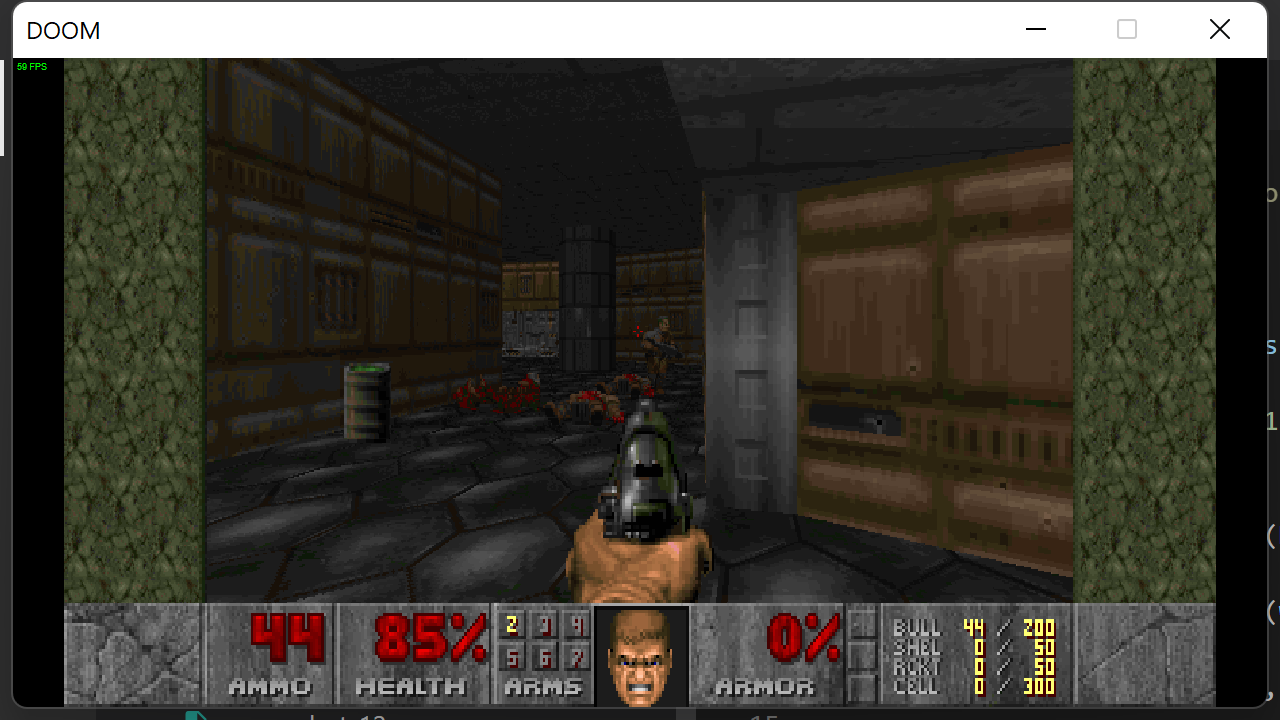 DOOM
59 FPS
44 85% 2 3 4 0% BULL 44 / 200
5 6 7 SHEL 0 / 50
RCKT 0 / 50
AMMO HEALTH ARMS ARMOR CELL 0 / 300
15